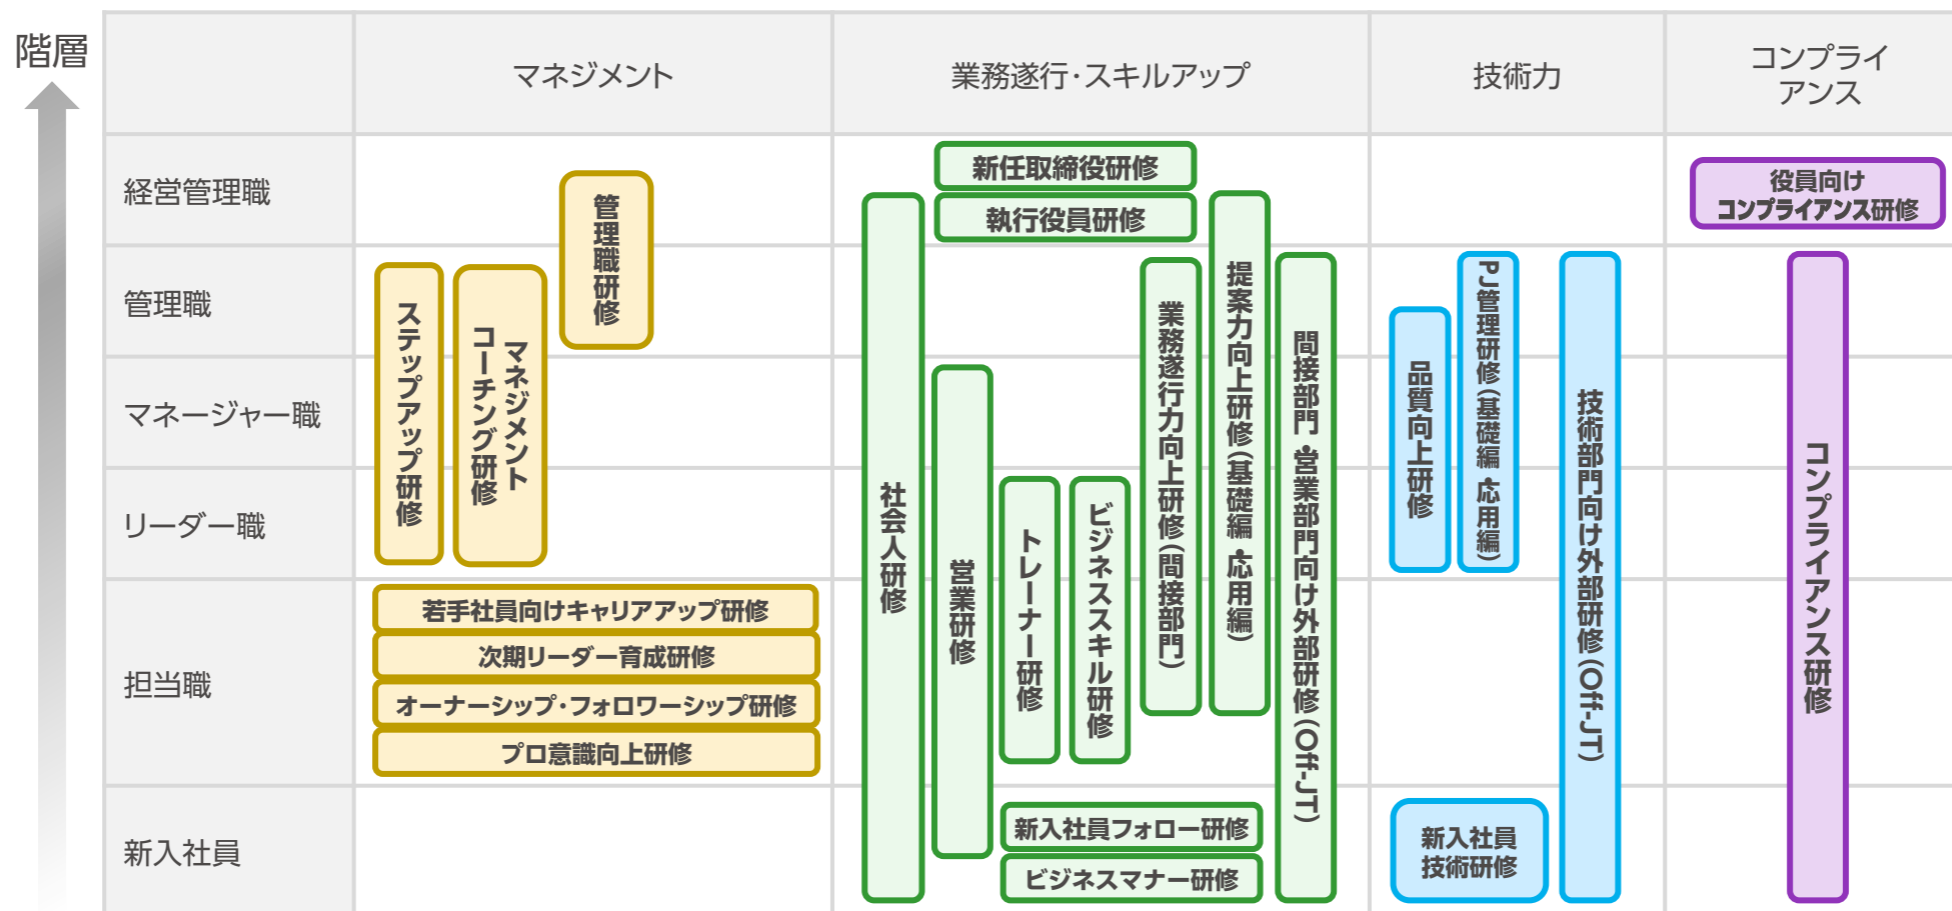 階層
マネジメント
業務遂行・スキルアップ
技術力
コンプライ
アンス
経営管理職
管理職
マネージャー職
リーダー職
担当職
新入社員
管理職研修
ステップアップ研修
マネジメント
コーチング研修
若手社員向けキャリアアップ研修
次期リーダー育成研修
オーナーシップ・フォロワーシップ研修
プロ意識向上研修
新任取締役研修
執行役員研修
社会人研修
営業研修
トレーナー研修
ビジネススキル研修
業務遂行力向上研修(間接部門)
提案力向上研修(基礎編・応用編)
間接部門・営業部門向け外部研修(Off-JT)
新入社員フォロー研修
ビジネスマナー研修
品質向上研修
PJ管理研修(基礎編・応用編)
技術部門向け外部研修(Off-JT)
新入社員
技術研修
役員向け
コンプライアンス研修
コンプライアンス研修